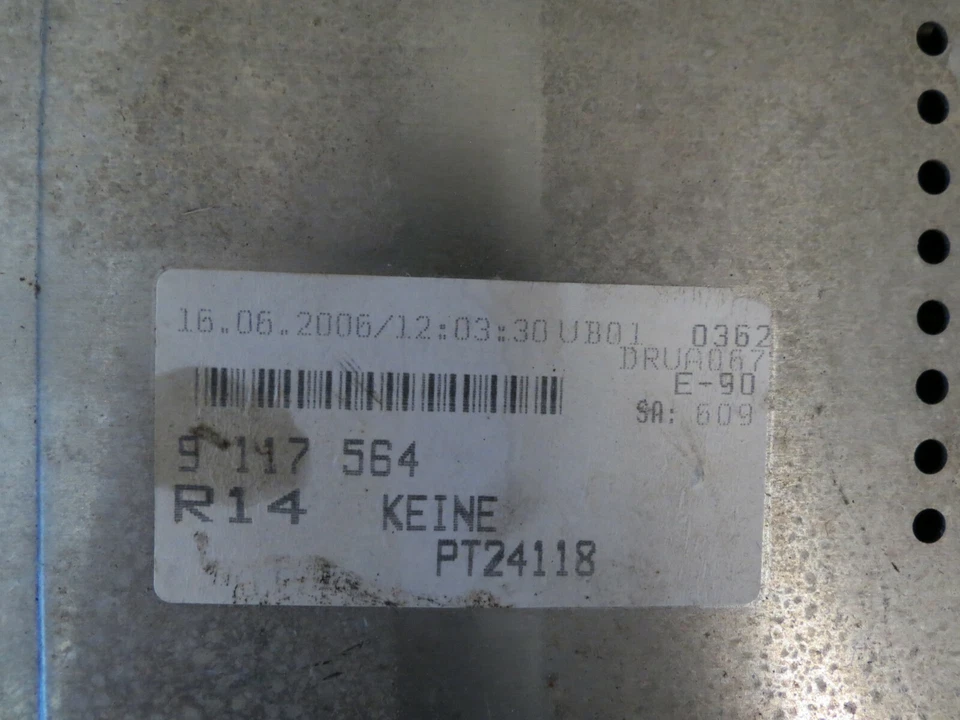 16.06.2006/12:03:30 UB01 0362
DRUA067
E-90
SA: 609
9 117 564
R14 KEINE
PT24118